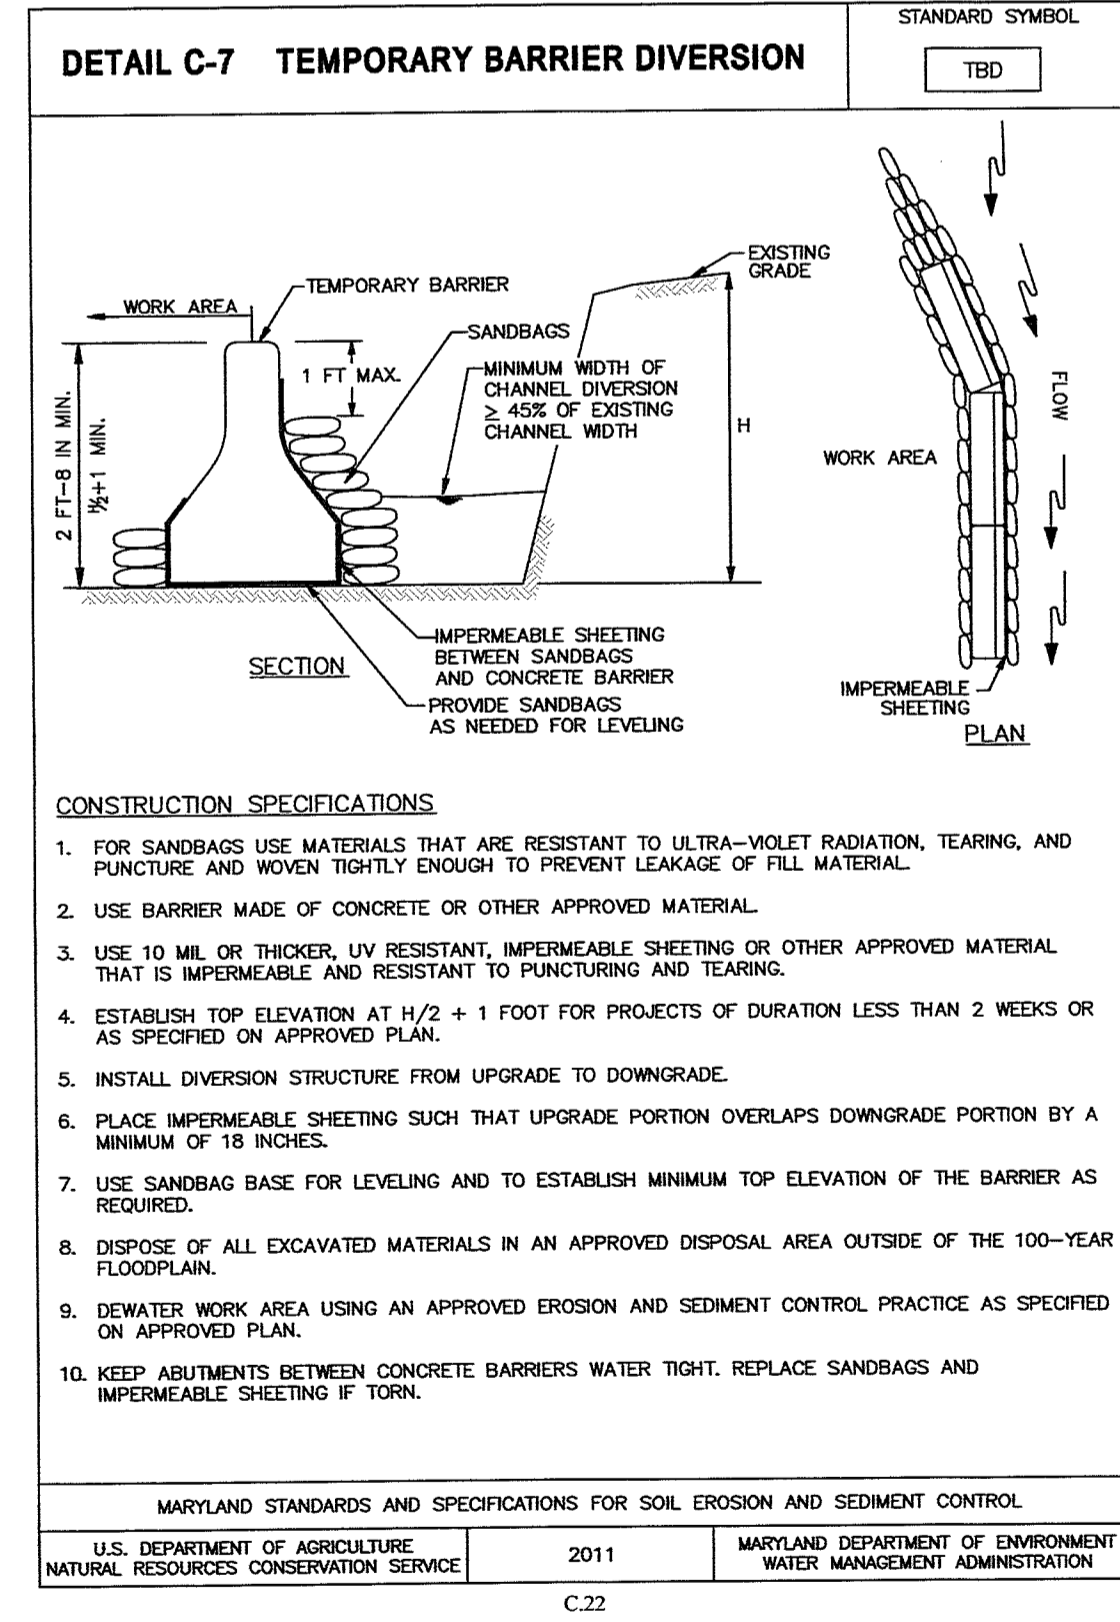 DETAIL C-7 TEMPORARY BARRIER DIVERSION
STANDARD SYMBOL
TBD
EXISTING
GRADE
TEMPORARY BARRIER
WORK AREA
SANDBAGS
1 FT MAX.
MINIMUM WIDTH OF
CHANNEL DIVERSION
≥ 45% OF EXISTING
CHANNEL WIDTH
H
2 FT-8 IN MIN.
H/2+1 MIN.
IMPERMEABLE SHEETING
BETWEEN SANDBAGS
AND CONCRETE BARRIER
SECTION
PROVIDE SANDBAGS
AS NEEDED FOR LEVELING
FLOW
WORK AREA
IMPERMEABLE
SHEETING
PLAN
CONSTRUCTION SPECIFICATIONS
1. FOR SANDBAGS USE MATERIALS THAT ARE RESISTANT TO ULTRA-VIOLET RADIATION, TEARING, AND
PUNCTURE AND WOVEN TIGHTLY ENOUGH TO PREVENT LEAKAGE OF FILL MATERIAL.
2. USE BARRIER MADE OF CONCRETE OR OTHER APPROVED MATERIAL.
3. USE 10 MIL OR THICKER, UV RESISTANT, IMPERMEABLE SHEETING OR OTHER APPROVED MATERIAL
THAT IS IMPERMEABLE AND RESISTANT TO PUNCTURING AND TEARING.
4. ESTABLISH TOP ELEVATION AT H/2 + 1 FOOT FOR PROJECTS OF DURATION LESS THAN 2 WEEKS OR
AS SPECIFIED ON APPROVED PLAN.
5. INSTALL DIVERSION STRUCTURE FROM UPGRADE TO DOWNGRADE.
6. PLACE IMPERMEABLE SHEETING SUCH THAT UPGRADE PORTION OVERLAPS DOWNGRADE PORTION BY A
MINIMUM OF 18 INCHES.
7. USE SANDBAG BASE FOR LEVELING AND TO ESTABLISH MINIMUM TOP ELEVATION OF THE BARRIER AS
REQUIRED.
8. DISPOSE OF ALL EXCAVATED MATERIALS IN AN APPROVED DISPOSAL AREA OUTSIDE OF THE 100-YEAR
FLOODPLAIN.
9. DEWATER WORK AREA USING AN APPROVED EROSION AND SEDIMENT CONTROL PRACTICE AS SPECIFIED
ON APPROVED PLAN.
10. KEEP ABUTMENTS BETWEEN CONCRETE BARRIERS WATER TIGHT. REPLACE SANDBAGS AND
IMPERMEABLE SHEETING IF TORN.
MARYLAND STANDARDS AND SPECIFICATIONS FOR SOIL EROSION AND SEDIMENT CONTROL
U.S. DEPARTMENT OF AGRICULTURE
NATURAL RESOURCES CONSERVATION SERVICE
2011
MARYLAND DEPARTMENT OF ENVIRONMENT
WATER MANAGEMENT ADMINISTRATION
C.22